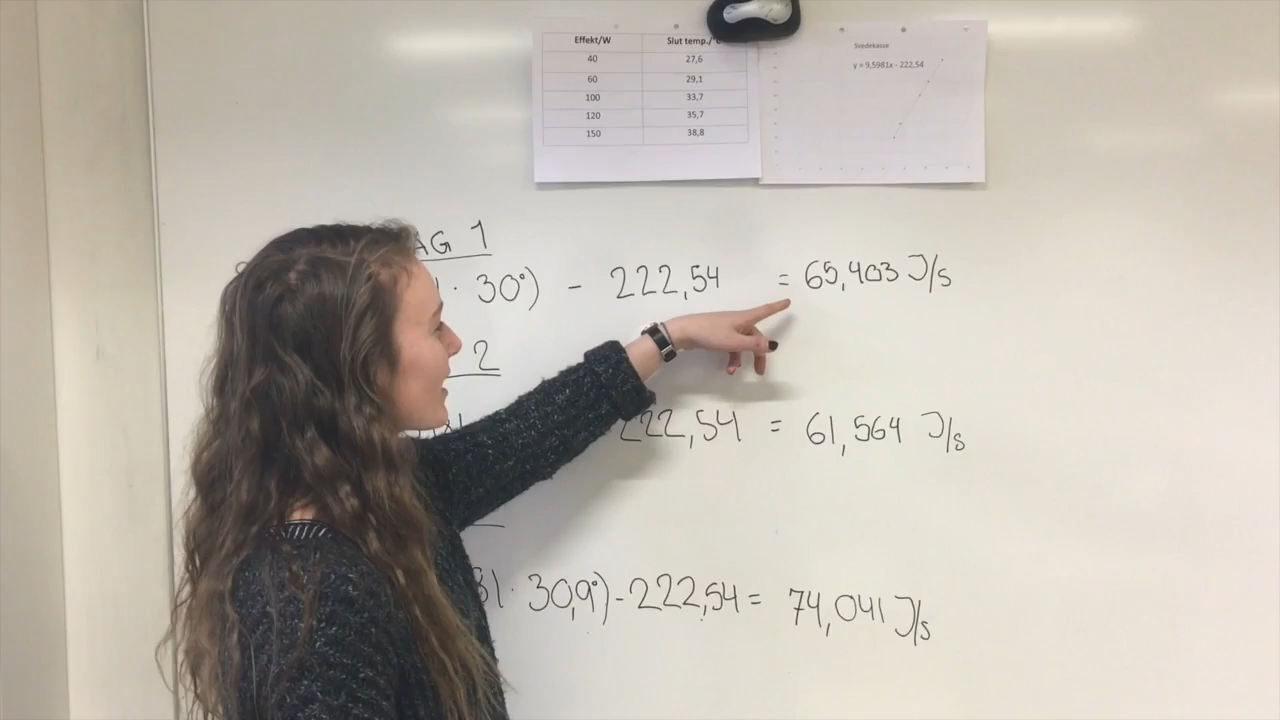 Effekt/W Slut temp./°C
40 27,6
60 29,1
100 33,7
120 35,7
150 38,8
Svedekasse
y = 9,5981x - 222,54
AG 1
· 30°) - 222,54 = 65,403 J/s
2
222,54 = 61,564 J/s
81 · 30,9°) - 222,54 = 74,041 J/s